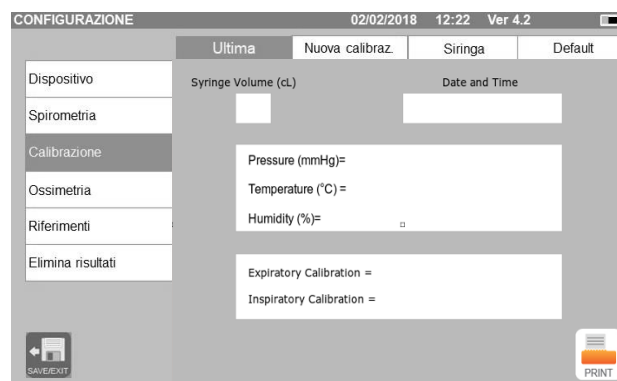 CONFIGURAZIONE 02/02/2018 12:22 Ver 4.2
Ultima Nuova calibraz. Siringa Default
Dispositivo
Spirometria
Calibrazione
Ossimetria
Riferimenti
Elimina risultati
Syringe Volume (cL) Date and Time
Pressure (mmHg)=
Temperature (°C) =
Humidity (%)=
Expiratory Calibration =
Inspiratory Calibration =
SAVE/EXIT
PRINT